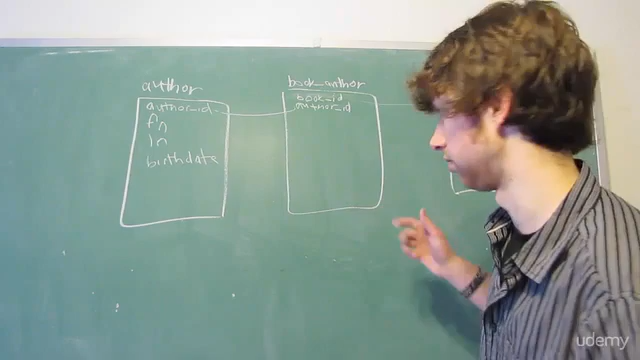 author
author_id
fn
ln
birthdate
book_author
book_id
author_id
udemy